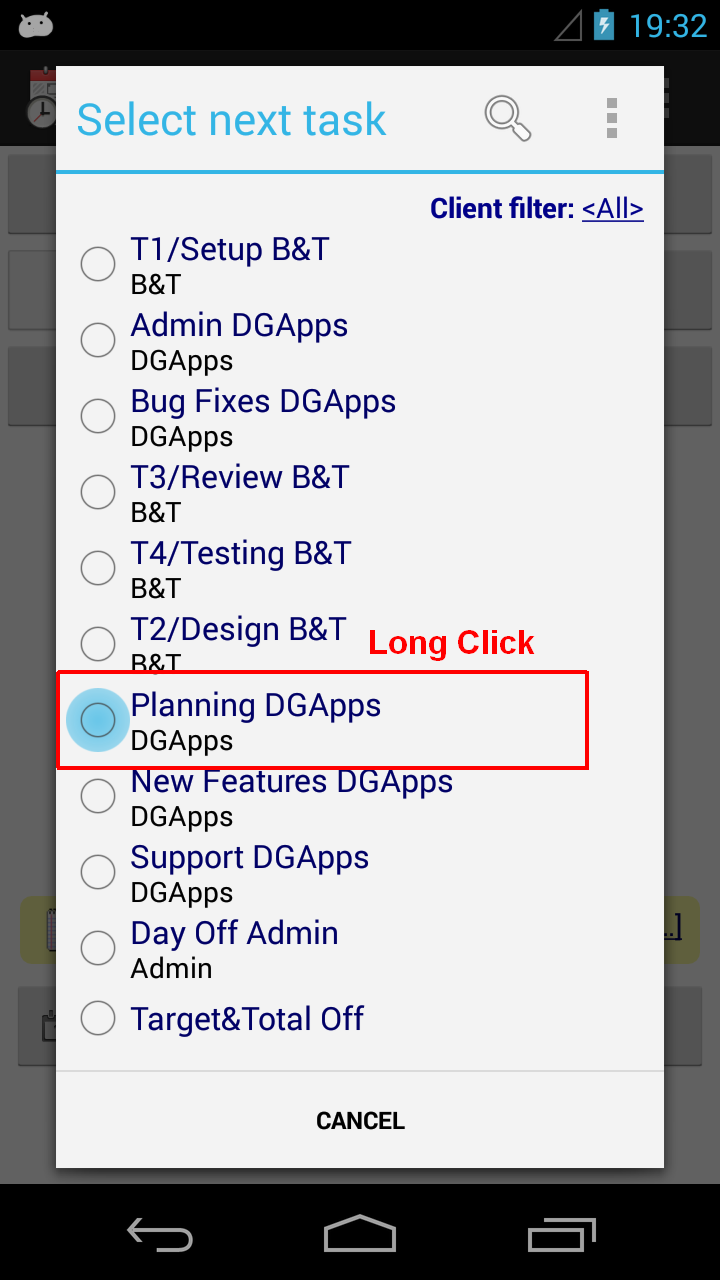 19:32
Select next task
Client filter: <All>
T1/Setup B&T
B&T
Admin DGApps
DGApps
Bug Fixes DGApps
DGApps
T3/Review B&T
B&T
T4/Testing B&T
B&T
T2/Design B&T
Long Click
B&T
Planning DGApps
DGApps
New Features DGApps
DGApps
Support DGApps
DGApps
Day Off Admin
Admin
..]
Target&Total Off
CANCEL